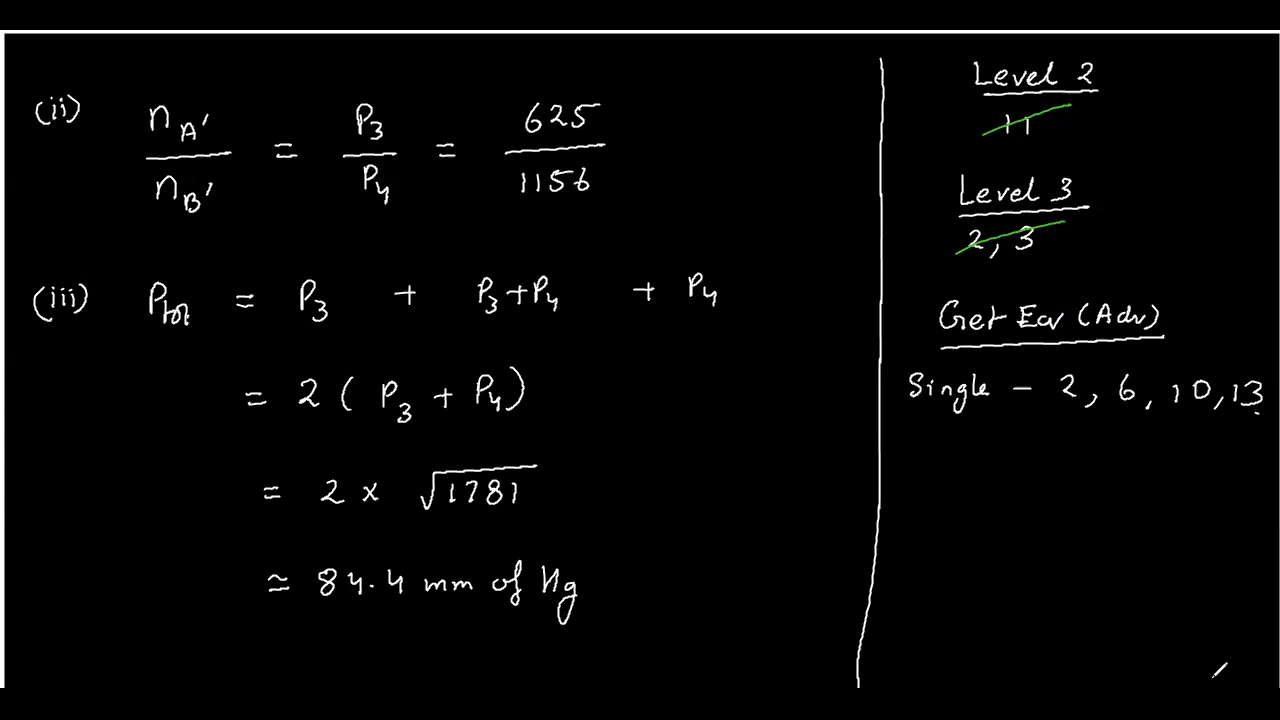 (ii) nA' / nB' = P3 / P4 = 625 / 1156
(iii) Ptot = P3 + P3+P4 + P4
= 2 ( P3 + P4)
= 2 x √1781
≃ 84.4 mm of Hg
Level 2
11
Level 3
2, 3
Get Ear (Adv)
Single - 2, 6, 10, 13